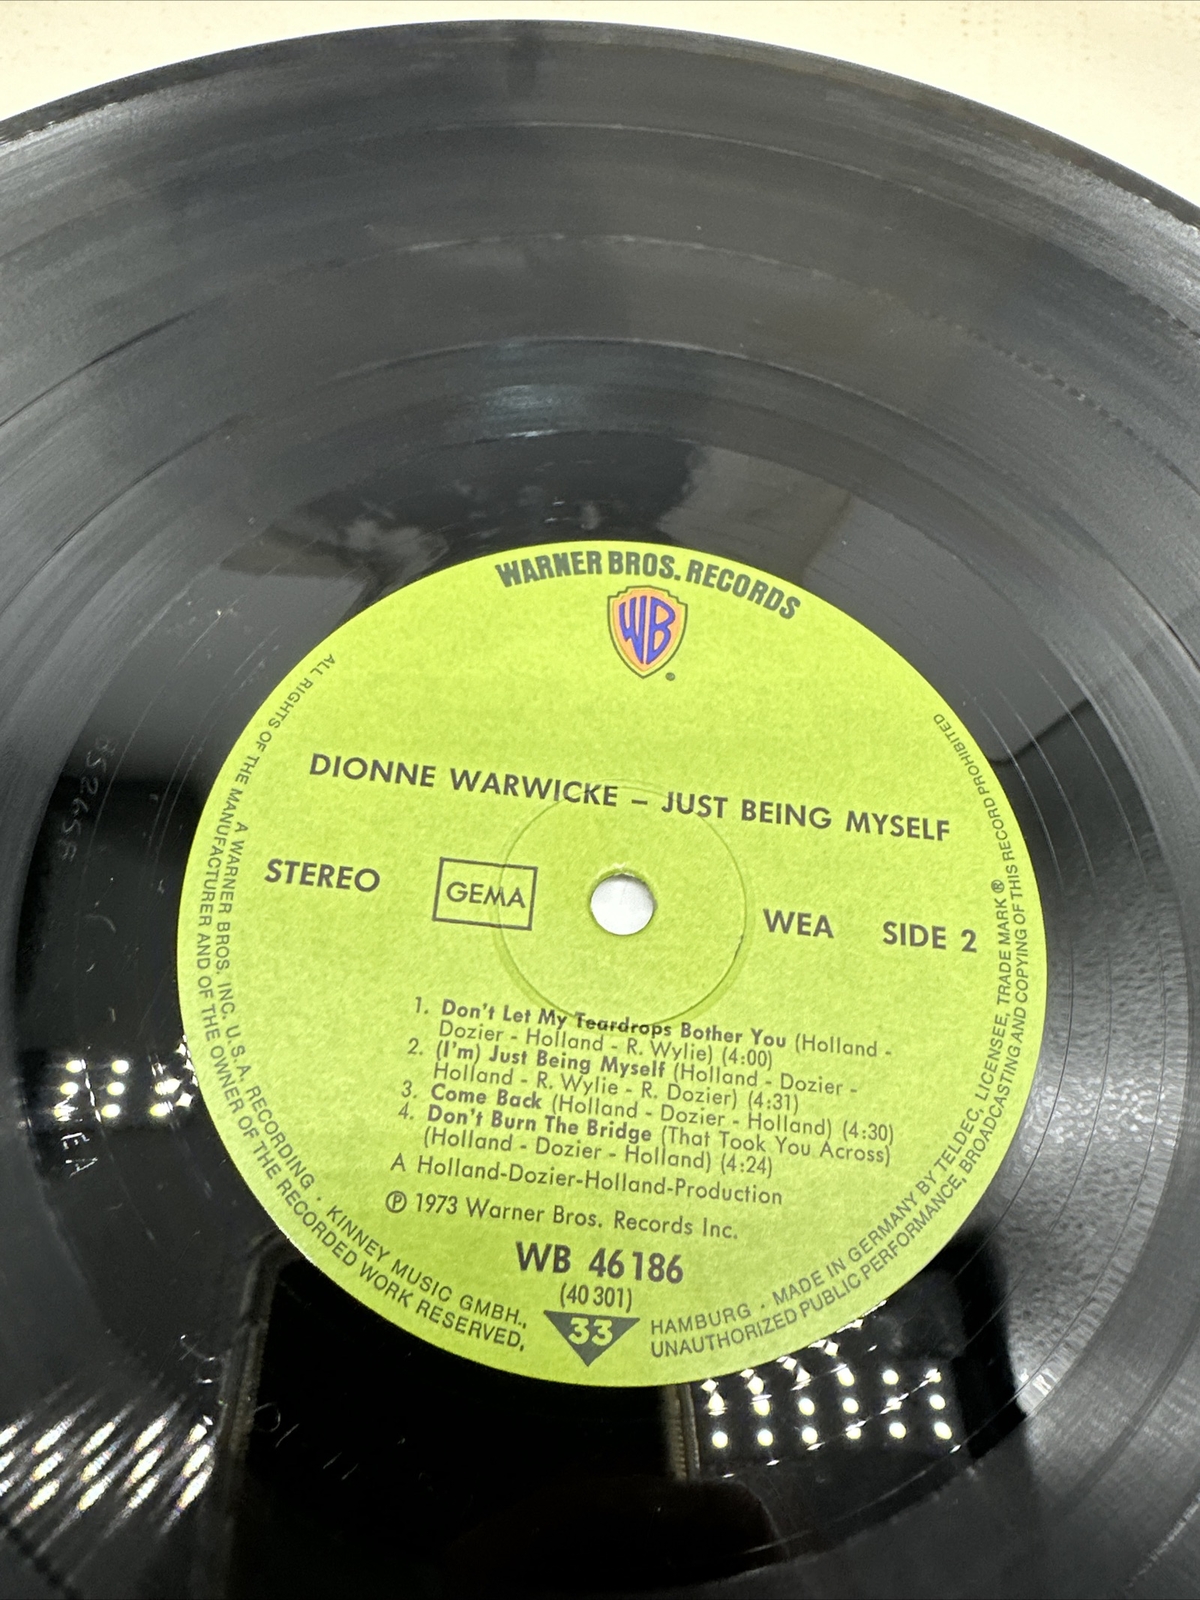 WARNER BROS. RECORDS
WB
®
DIONNE WARWICKE – JUST BEING MYSELF
STEREO GEMA WEA SIDE 2
1. Don't Let My Teardrops Bother You (Holland -
Dozier - Holland - R. Wylie) (4:00)
2. (I'm) Just Being Myself (Holland - Dozier -
Holland - R. Wylie - R. Dozier) (4:31)
3. Come Back (Holland - Dozier - Holland) (4:30)
4. Don't Burn The Bridge (That Took You Across)
(Holland - Dozier - Holland) (4:24)
A Holland-Dozier-Holland-Production
Ⓟ 1973 Warner Bros. Records Inc.
WB 46 186
(40 301)
33
A WARNER BROS. INC. U.S.A. RECORDING · KINNEY MUSIC GMBH., HAMBURG · MADE IN GERMANY BY TELDEC, LICENSEE, TRADE MARK ®
ALL RIGHTS OF THE MANUFACTURER AND OF THE OWNER OF THE RECORDED WORK RESERVED, UNAUTHORIZED PUBLIC PERFORMANCE, BROADCASTING AND COPYING OF THIS RECORD PROHIBITED
WEA